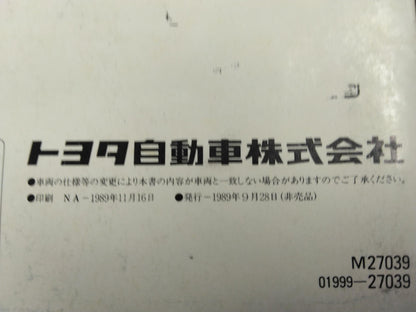 トヨタ自動車株式会社
●車両の仕様等の変更により本書の内容が車両と一致しない場合がありますのでご了承ください。
●印刷 NA－1989年11月16日 ●発行－1989年9月28日(非売品)
M27039
01999－27039